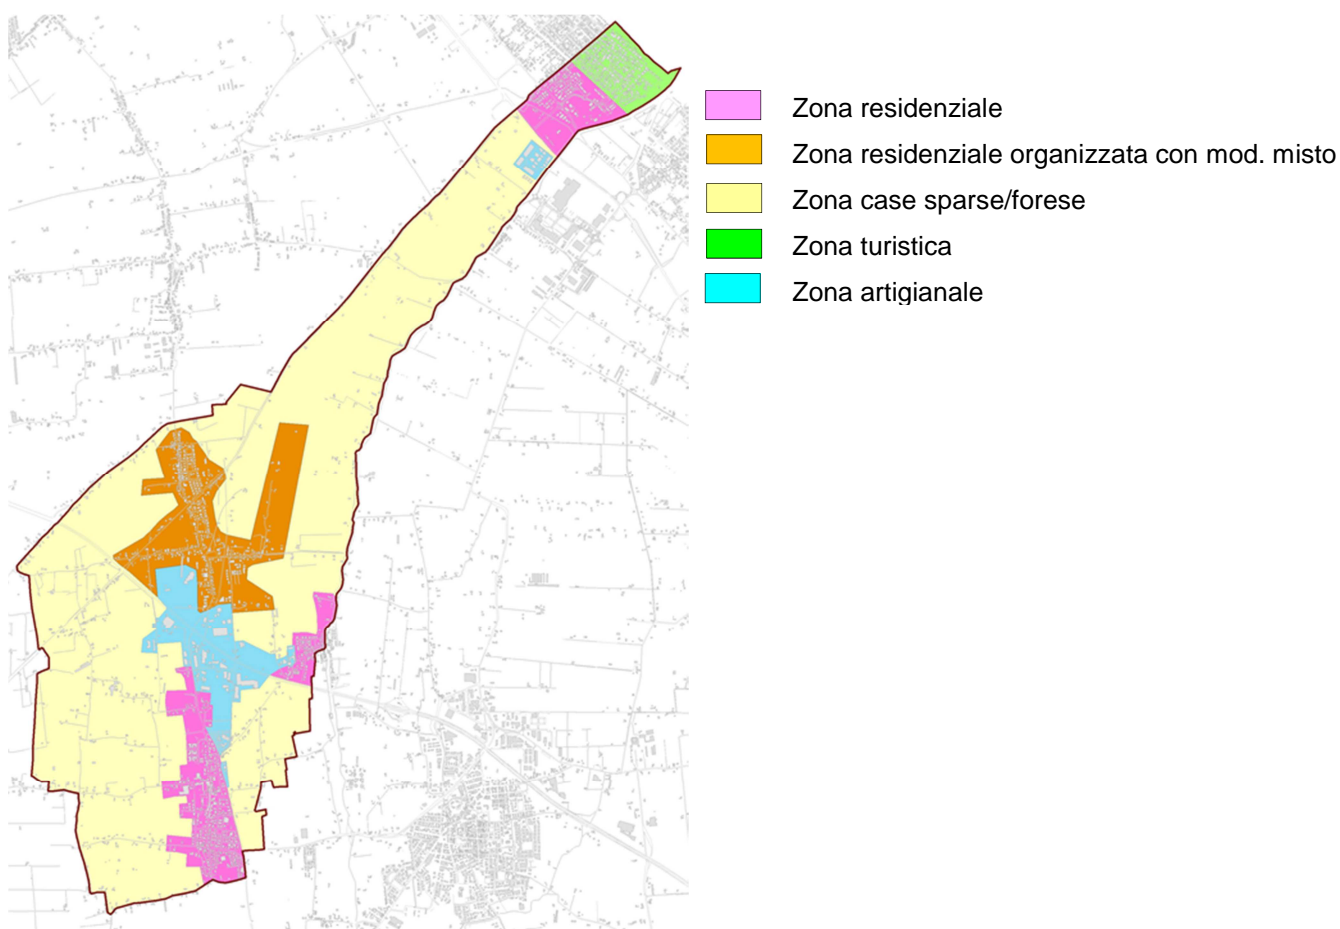 Zona residenziale
Zona residenziale organizzata con mod. misto
Zona case sparse/forese
Zona turistica
Zona artigianale